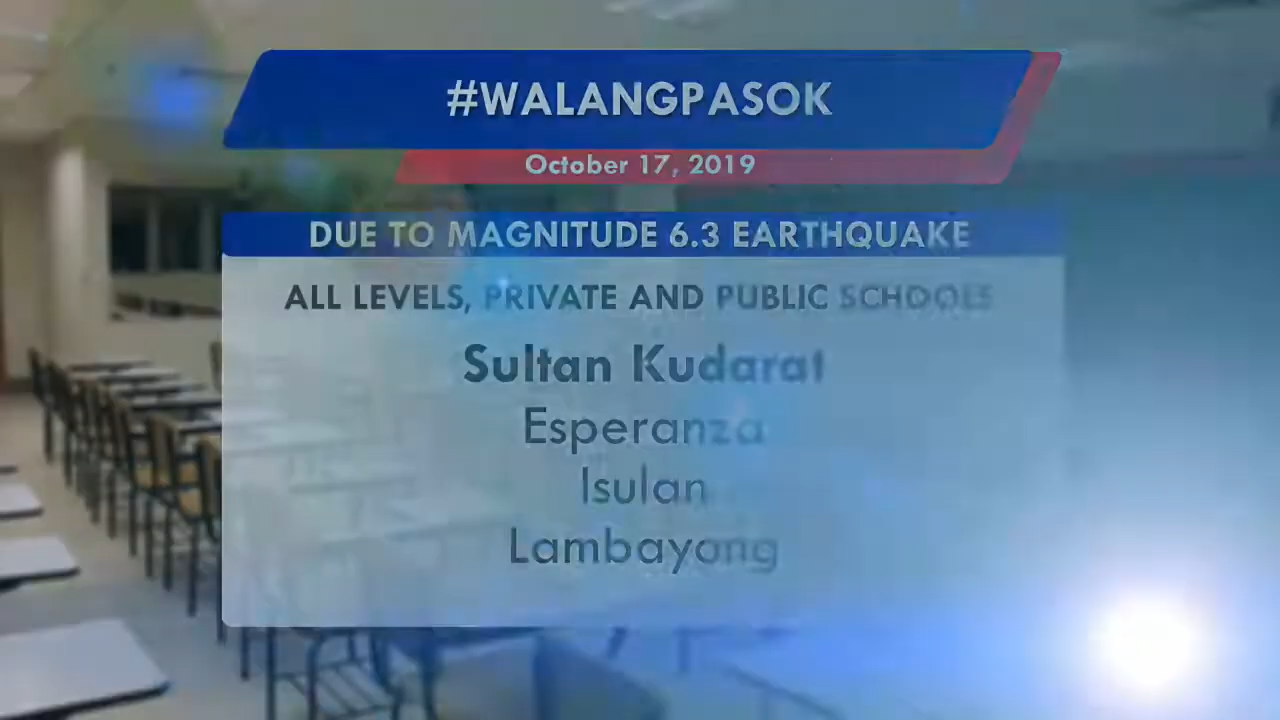 #WALANGPASOK
October 17, 2019
DUE TO MAGNITUDE 6.3 EARTHQUAKE
ALL LEVELS, PRIVATE AND PUBLIC SCHOOLS
Sultan Kudarat
Esperanza
Isulan
Lambayong